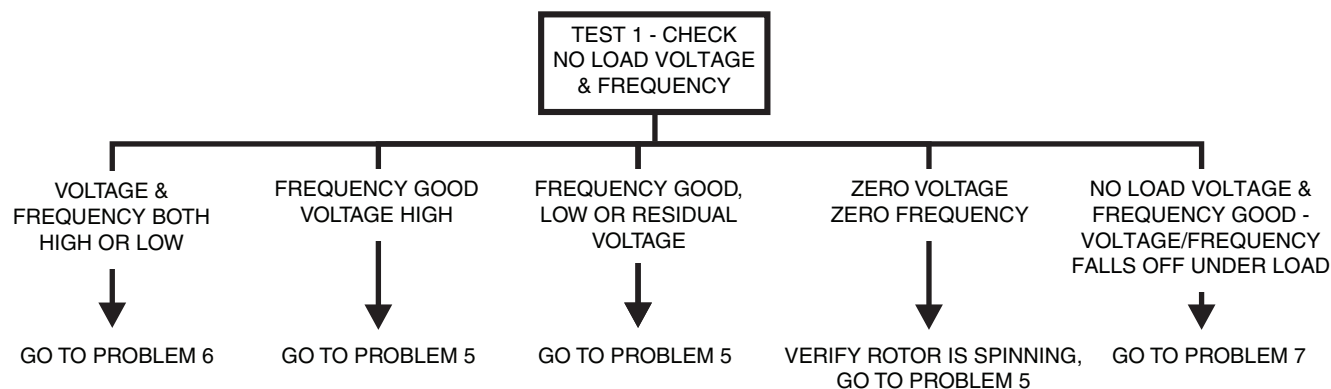 TEST 1 - CHECK
NO LOAD VOLTAGE
& FREQUENCY
VOLTAGE &
FREQUENCY BOTH
HIGH OR LOW
GO TO PROBLEM 6
FREQUENCY GOOD
VOLTAGE HIGH
GO TO PROBLEM 5
FREQUENCY GOOD,
LOW OR RESIDUAL
VOLTAGE
GO TO PROBLEM 5
ZERO VOLTAGE
ZERO FREQUENCY
VERIFY ROTOR IS SPINNING,
GO TO PROBLEM 5
NO LOAD VOLTAGE &
FREQUENCY GOOD -
VOLTAGE/FREQUENCY
FALLS OFF UNDER LOAD
GO TO PROBLEM 7